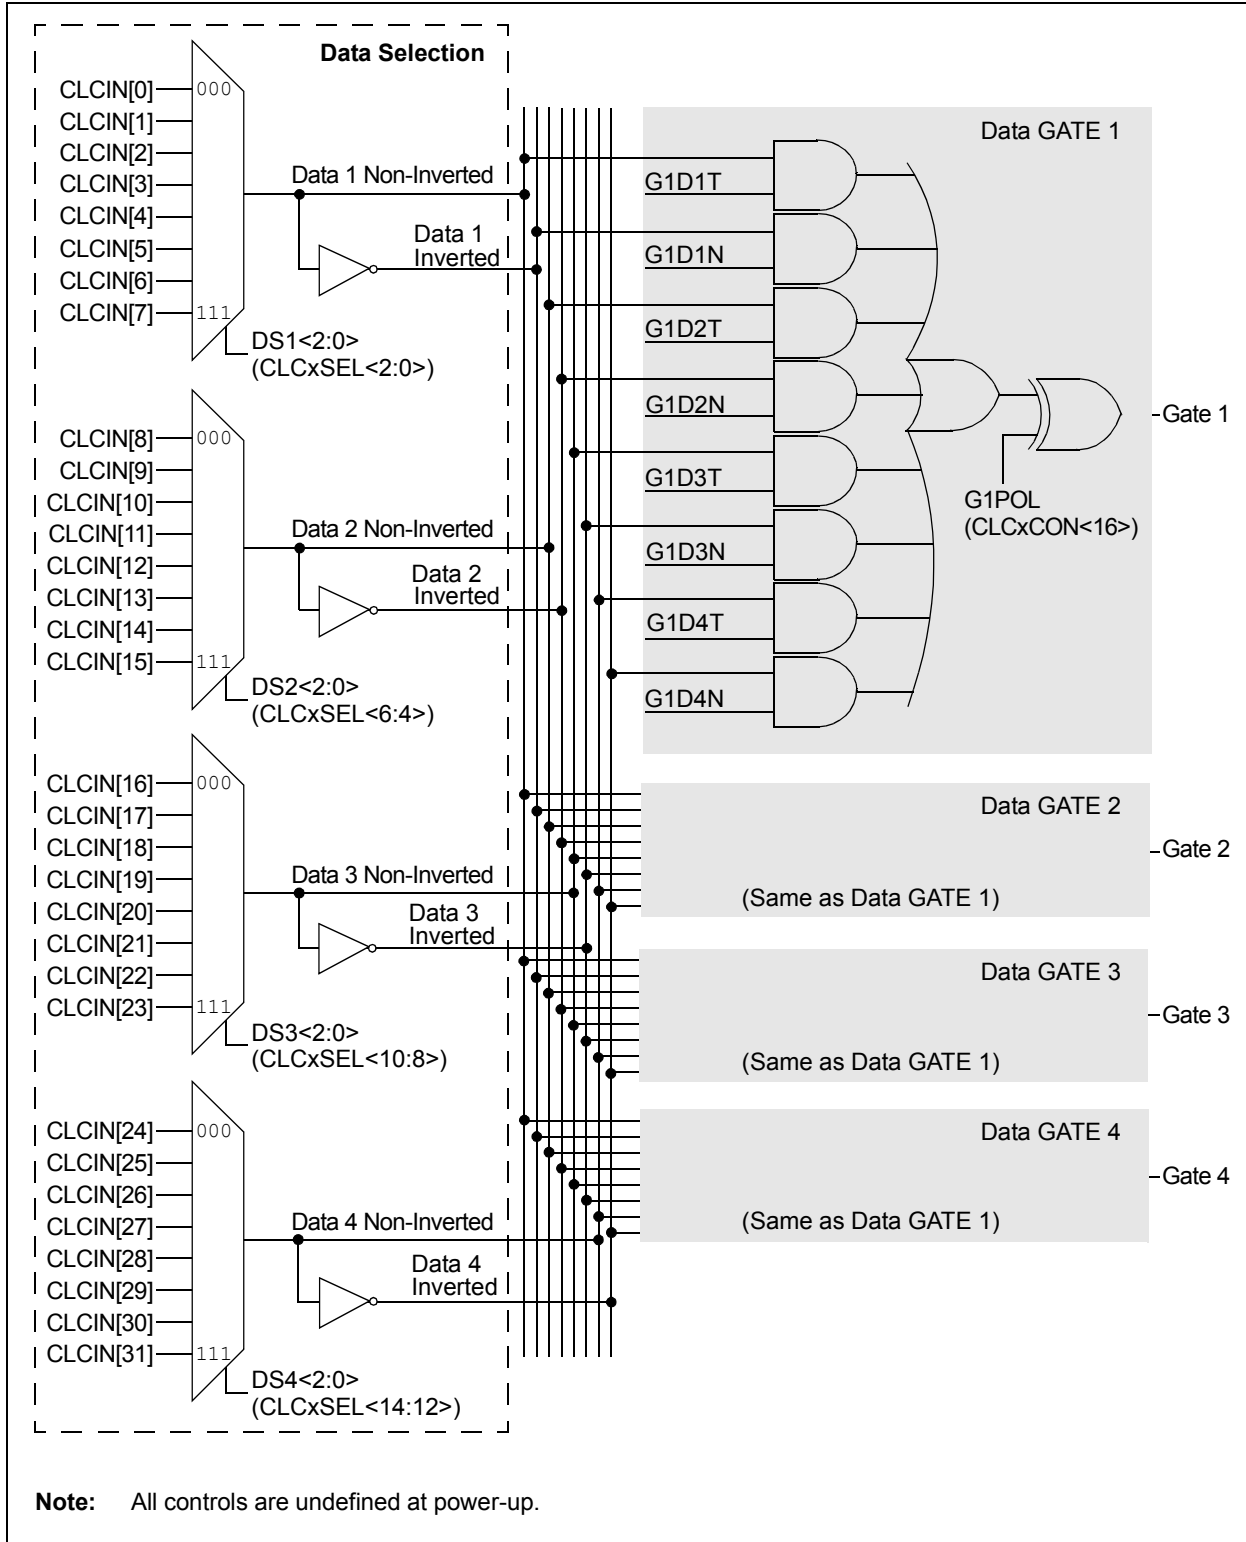 Data Selection
CLCIN[0]
CLCIN[1]
CLCIN[2]
CLCIN[3]
CLCIN[4]
CLCIN[5]
CLCIN[6]
CLCIN[7]
000
111
Data 1 Non-Inverted
Data 1
Inverted
DS1<2:0>
(CLCxSEL<2:0>)
CLCIN[8]
CLCIN[9]
CLCIN[10]
CLCIN[11]
CLCIN[12]
CLCIN[13]
CLCIN[14]
CLCIN[15]
000
111
Data 2 Non-Inverted
Data 2
Inverted
DS2<2:0>
(CLCxSEL<6:4>)
CLCIN[16]
CLCIN[17]
CLCIN[18]
CLCIN[19]
CLCIN[20]
CLCIN[21]
CLCIN[22]
CLCIN[23]
000
111
Data 3 Non-Inverted
Data 3
Inverted
DS3<2:0>
(CLCxSEL<10:8>)
CLCIN[24]
CLCIN[25]
CLCIN[26]
CLCIN[27]
CLCIN[28]
CLCIN[29]
CLCIN[30]
CLCIN[31]
000
111
Data 4 Non-Inverted
Data 4
Inverted
DS4<2:0>
(CLCxSEL<14:12>)
Data GATE 1
G1D1T
G1D1N
G1D2T
G1D2N
G1D3T
G1D3N
G1D4T
G1D4N
G1POL
(CLCxCON<16>)
Gate 1
Data GATE 2
(Same as Data GATE 1)
Gate 2
Data GATE 3
(Same as Data GATE 1)
Gate 3
Data GATE 4
(Same as Data GATE 1)
Gate 4
Note: All controls are undefined at power-up.